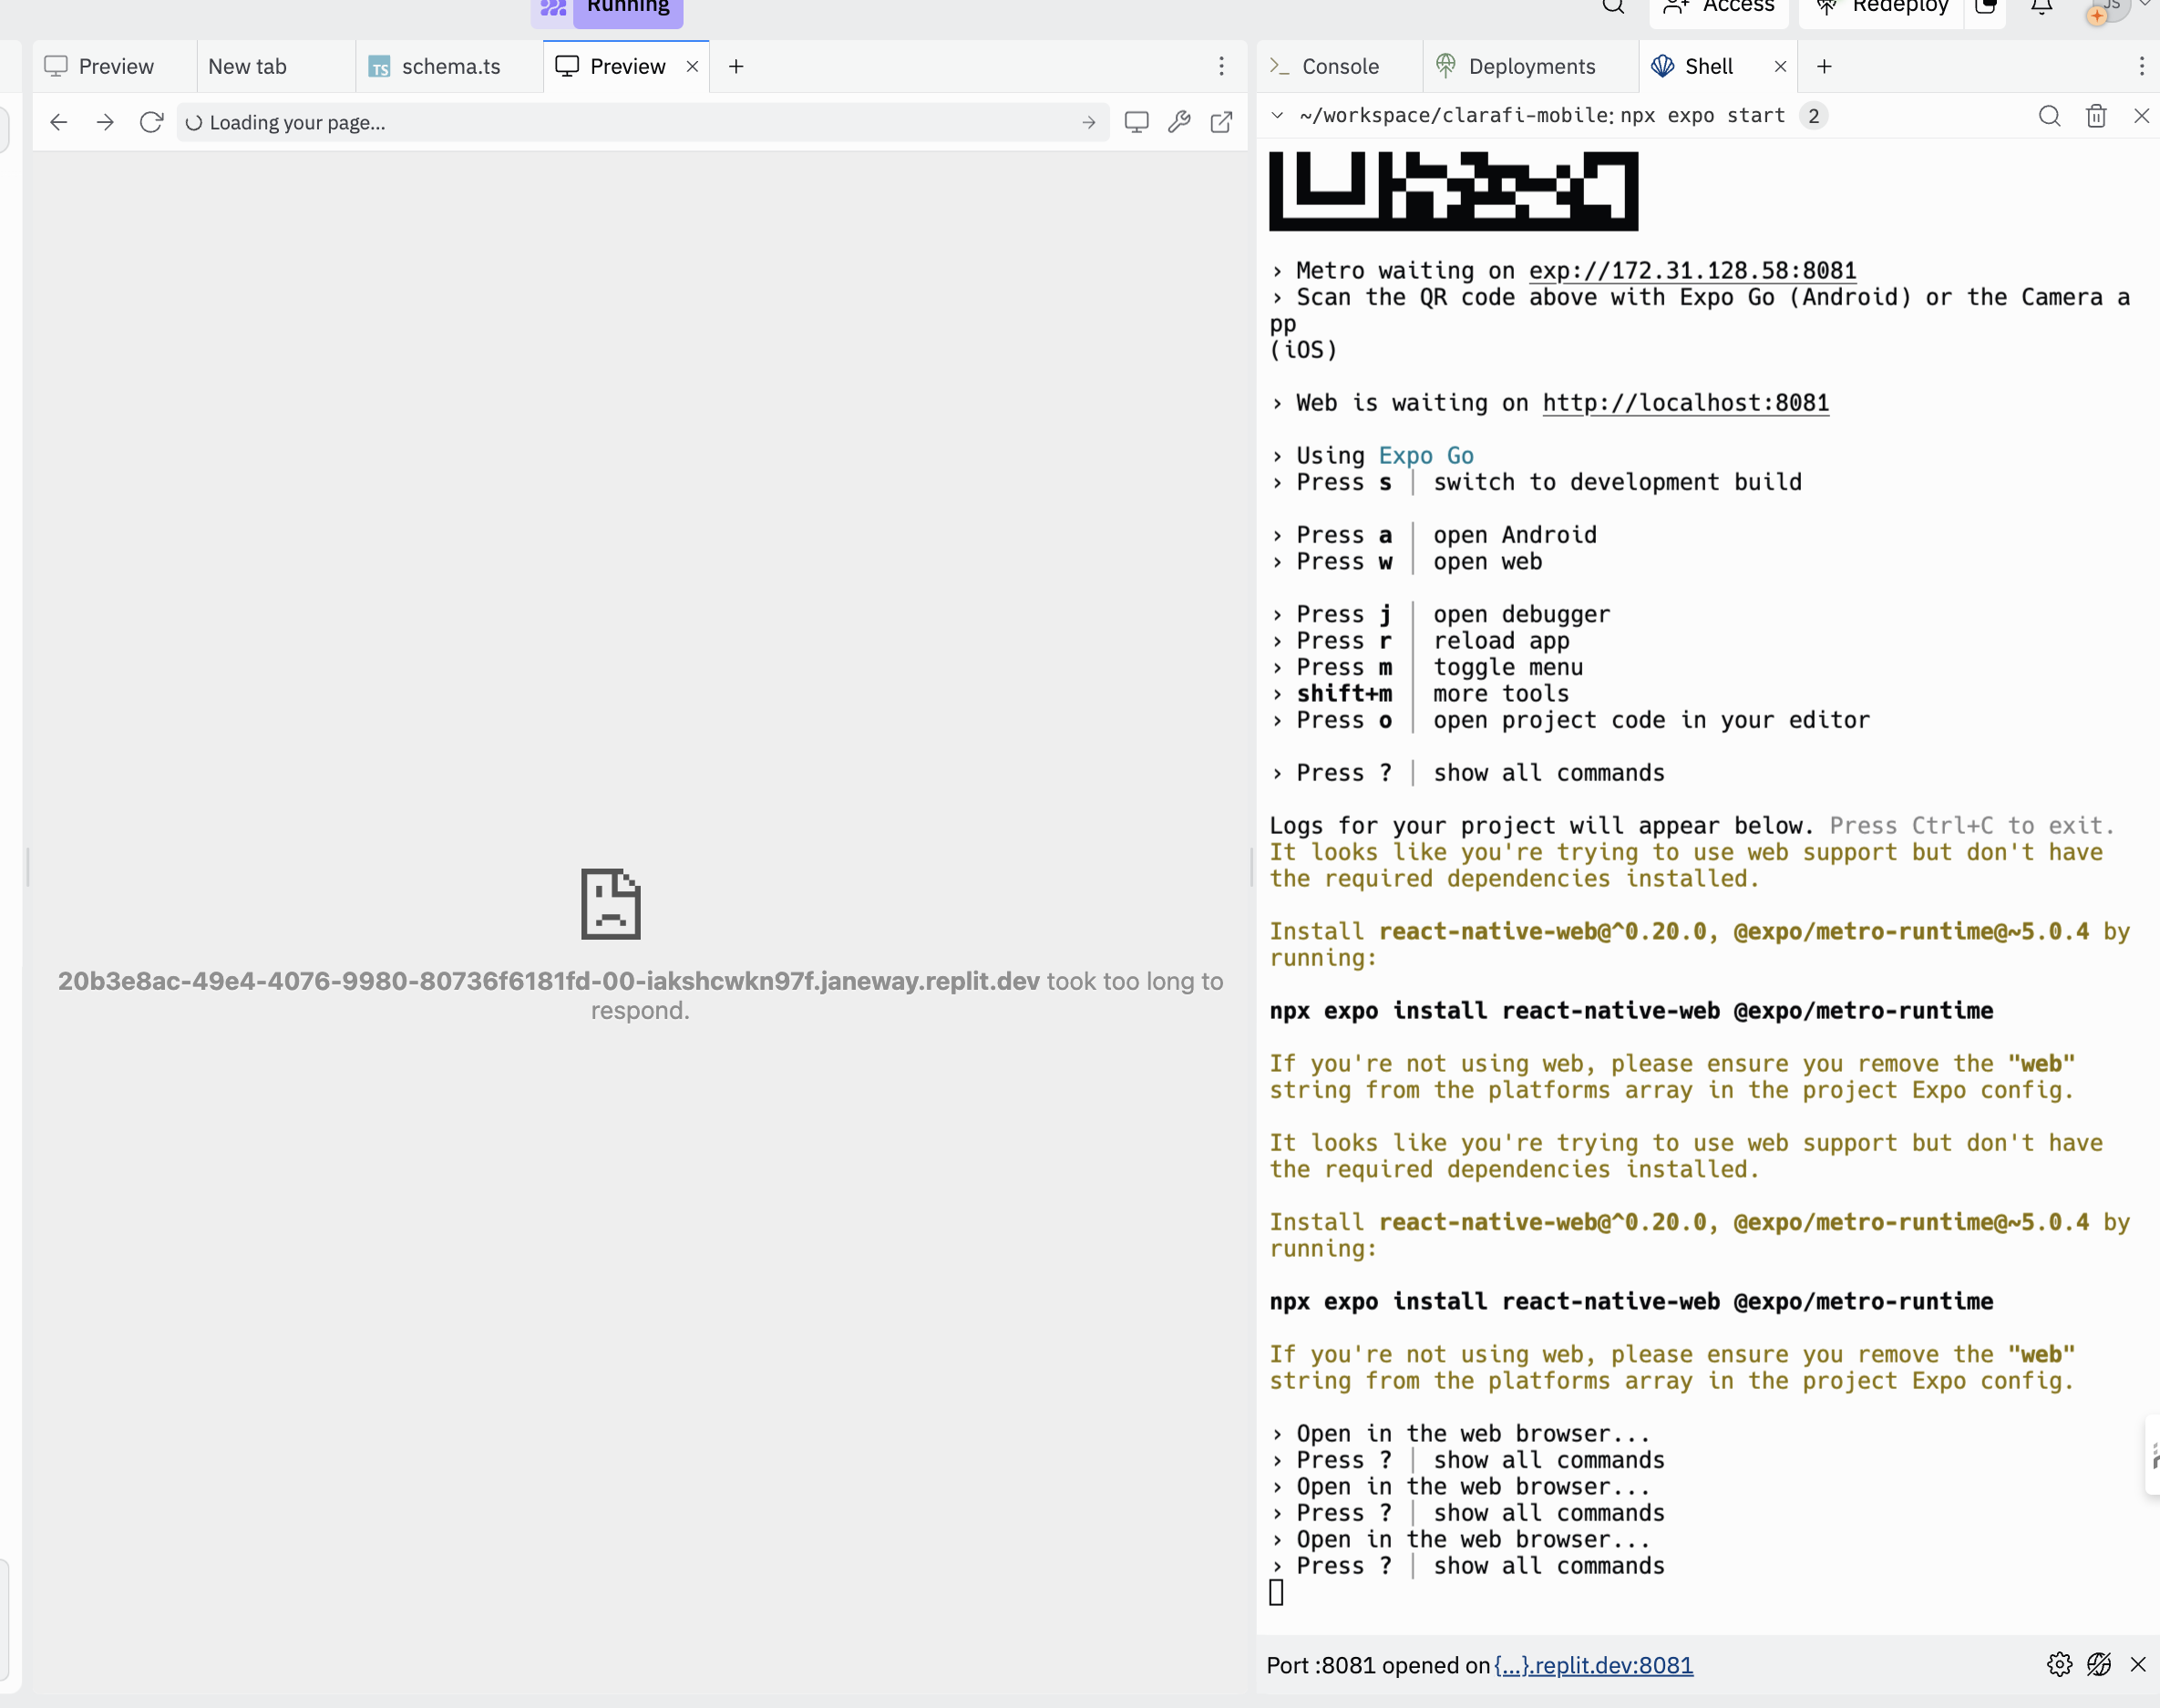 Running
Access
Redeploy
JS
Preview
New tab
TS schema.ts
Preview
Loading your page...
20b3e8ac-49e4-4076-9980-80736f6181fd-00-iakshcwkn97f.janeway.replit.dev took too long to
respond.
Console
Deployments
Shell
~/workspace/clarafi-mobile: npx expo start 2
› Metro waiting on exp://172.31.128.58:8081
› Scan the QR code above with Expo Go (Android) or the Camera a
pp
(iOS)
› Web is waiting on http://localhost:8081
› Using Expo Go
› Press s │ switch to development build
› Press a │ open Android
› Press w │ open web
› Press j │ open debugger
› Press r │ reload app
› Press m │ toggle menu
› shift+m │ more tools
› Press o │ open project code in your editor
› Press ? │ show all commands
Logs for your project will appear below. Press Ctrl+C to exit.
It looks like you're trying to use web support but don't have
the required dependencies installed.
Install react-native-web@^0.20.0, @expo/metro-runtime@~5.0.4 by
running:
npx expo install react-native-web @expo/metro-runtime
If you're not using web, please ensure you remove the "web"
string from the platforms array in the project Expo config.
It looks like you're trying to use web support but don't have
the required dependencies installed.
Install react-native-web@^0.20.0, @expo/metro-runtime@~5.0.4 by
running:
npx expo install react-native-web @expo/metro-runtime
If you're not using web, please ensure you remove the "web"
string from the platforms array in the project Expo config.
› Open in the web browser...
› Press ? │ show all commands
› Open in the web browser...
› Press ? │ show all commands
› Open in the web browser...
› Press ? │ show all commands
Port :8081 opened on {...}.replit.dev:8081